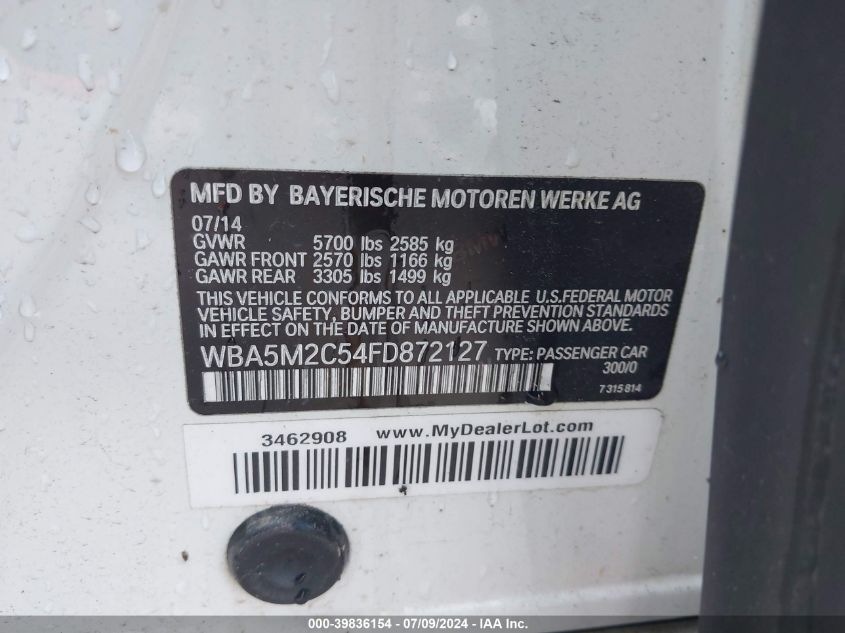 MFD BY BAYERISCHE MOTOREN WERKE AG
07/14
GVWR 5700 lbs 2585 kg
GAWR FRONT 2570 lbs 1166 kg
GAWR REAR 3305 lbs 1499 kg
THIS VEHICLE CONFORMS TO ALL APPLICABLE U.S.FEDERAL MOTOR
VEHICLE SAFETY, BUMPER AND THEFT PREVENTION STANDARDS
IN EFFECT ON THE DATE OF MANUFACTURE SHOWN ABOVE.
WBA5M2C54FD872127 TYPE: PASSENGER CAR
300/0
7 315 814
3462908 www.MyDealerLot.com
000-39836154 - 07/09/2024 - IAA Inc.